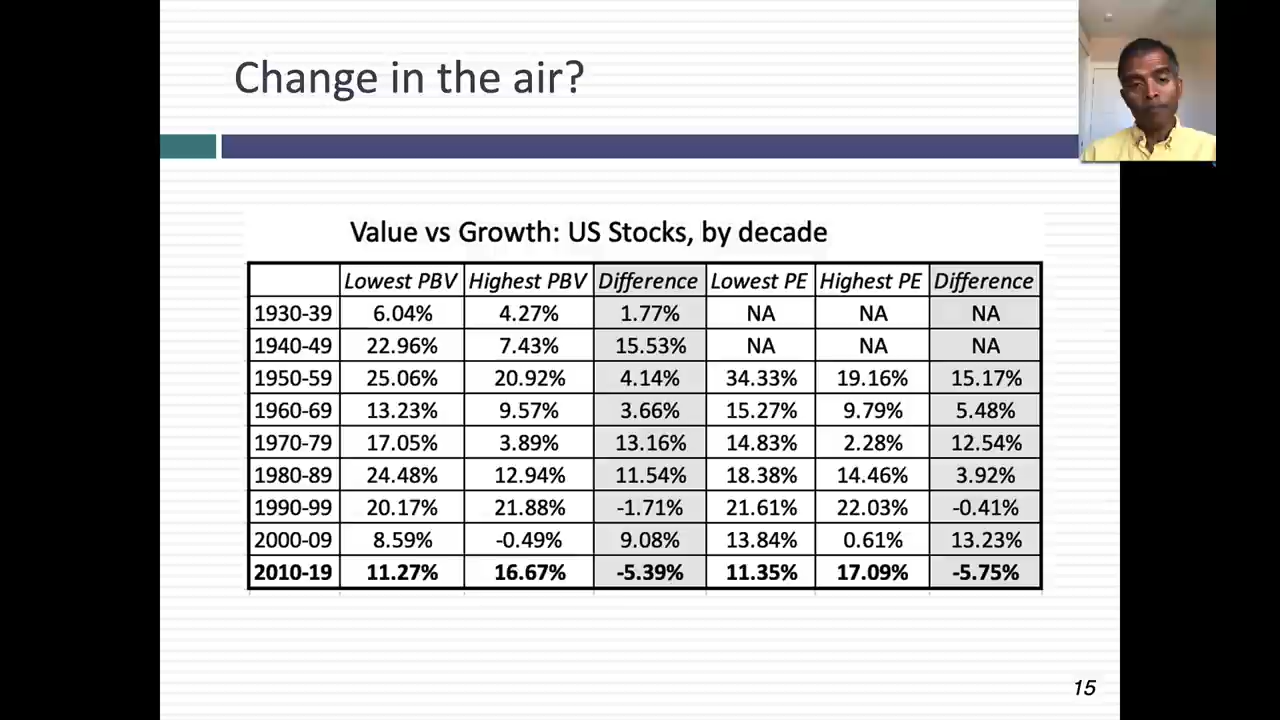 Change in the air?
Value vs Growth: US Stocks, by decade
Lowest PBV Highest PBV Difference Lowest PE Highest PE Difference
1930-39 6.04% 4.27% 1.77% NA NA NA
1940-49 22.96% 7.43% 15.53% NA NA NA
1950-59 25.06% 20.92% 4.14% 34.33% 19.16% 15.17%
1960-69 13.23% 9.57% 3.66% 15.27% 9.79% 5.48%
1970-79 17.05% 3.89% 13.16% 14.83% 2.28% 12.54%
1980-89 24.48% 12.94% 11.54% 18.38% 14.46% 3.92%
1990-99 20.17% 21.88% -1.71% 21.61% 22.03% -0.41%
2000-09 8.59% -0.49% 9.08% 13.84% 0.61% 13.23%
2010-19 11.27% 16.67% -5.39% 11.35% 17.09% -5.75%
15